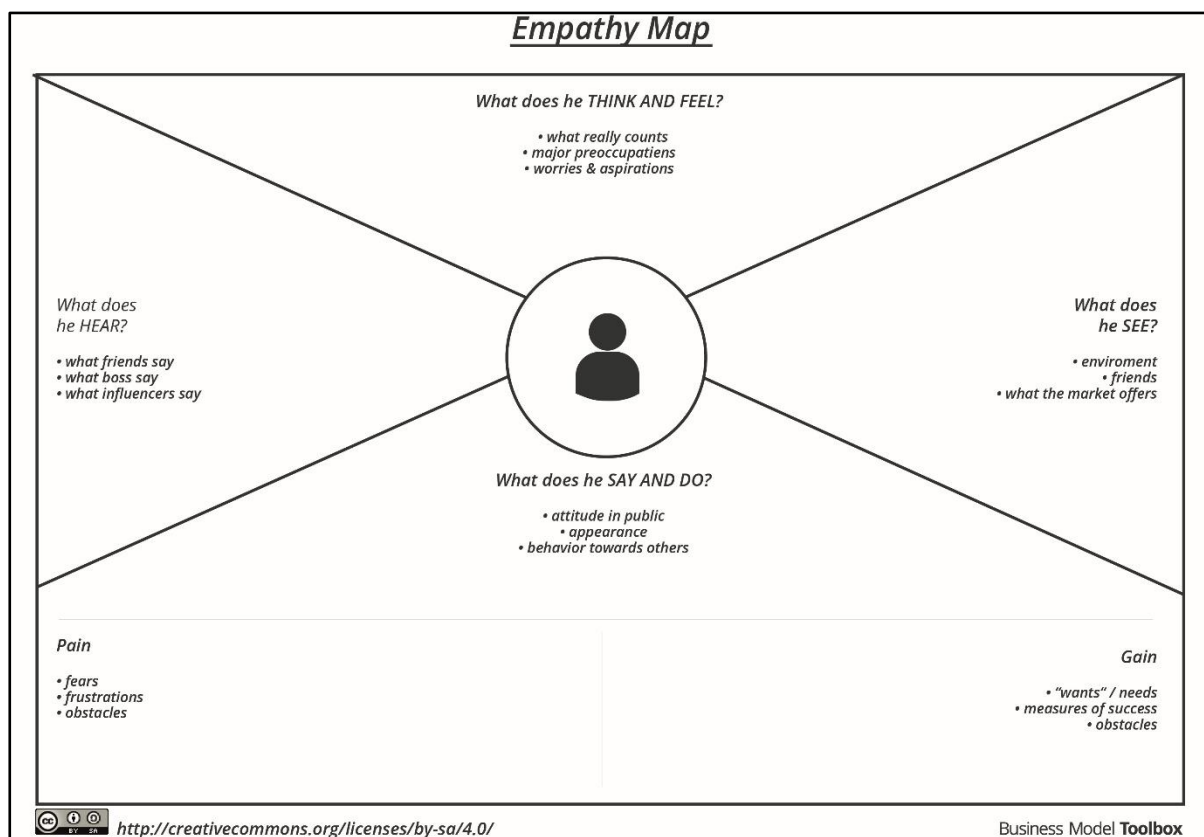 Empathy Map
What does he THINK AND FEEL?
• what really counts
• major preoccupatiens
• worries & aspirations
What does
he HEAR?
• what friends say
• what boss say
• what influencers say
What does
he SEE?
• enviroment
• friends
• what the market offers
What does he SAY AND DO?
• attitude in public
• appearance
• behavior towards others
Pain
• fears
• frustrations
• obstacles
Gain
• “wants“ / needs
• measures of success
• obstacles
cc BY SA
http://creativecommons.org/licenses/by-sa/4.0/
Business Model Toolbox